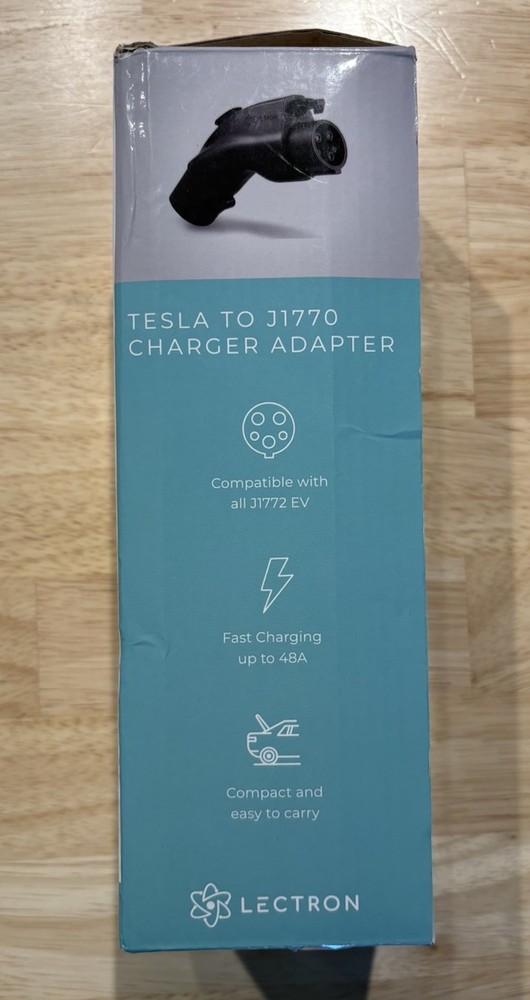 TESLA TO J1770
CHARGER ADAPTER
Compatible with
all J1772 EV
Fast Charging
up to 48A
Compact and
easy to carry
LECTRON